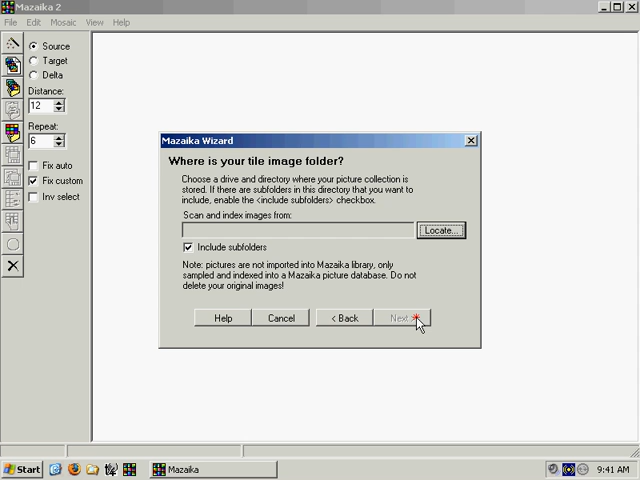 Mazaika 2
File Edit Mosaic View Help
Source
Target
Delta
Distance:
12
Repeat:
6
Fix auto
Fix custom
Inv select
Mazaika Wizard
Where is your tile image folder?
Choose a drive and directory where your picture collection is
stored. If there are subfolders in this directory that you want to
include, enable the <include subfolders> checkbox.
Scan and index images from:
Locate...
Include subfolders
Note: pictures are not imported into Mazaika library, only
sampled and indexed into a Mazaika picture database. Do not
delete your original images!
Help Cancel < Back Next
Start Mazaika 9:41 AM